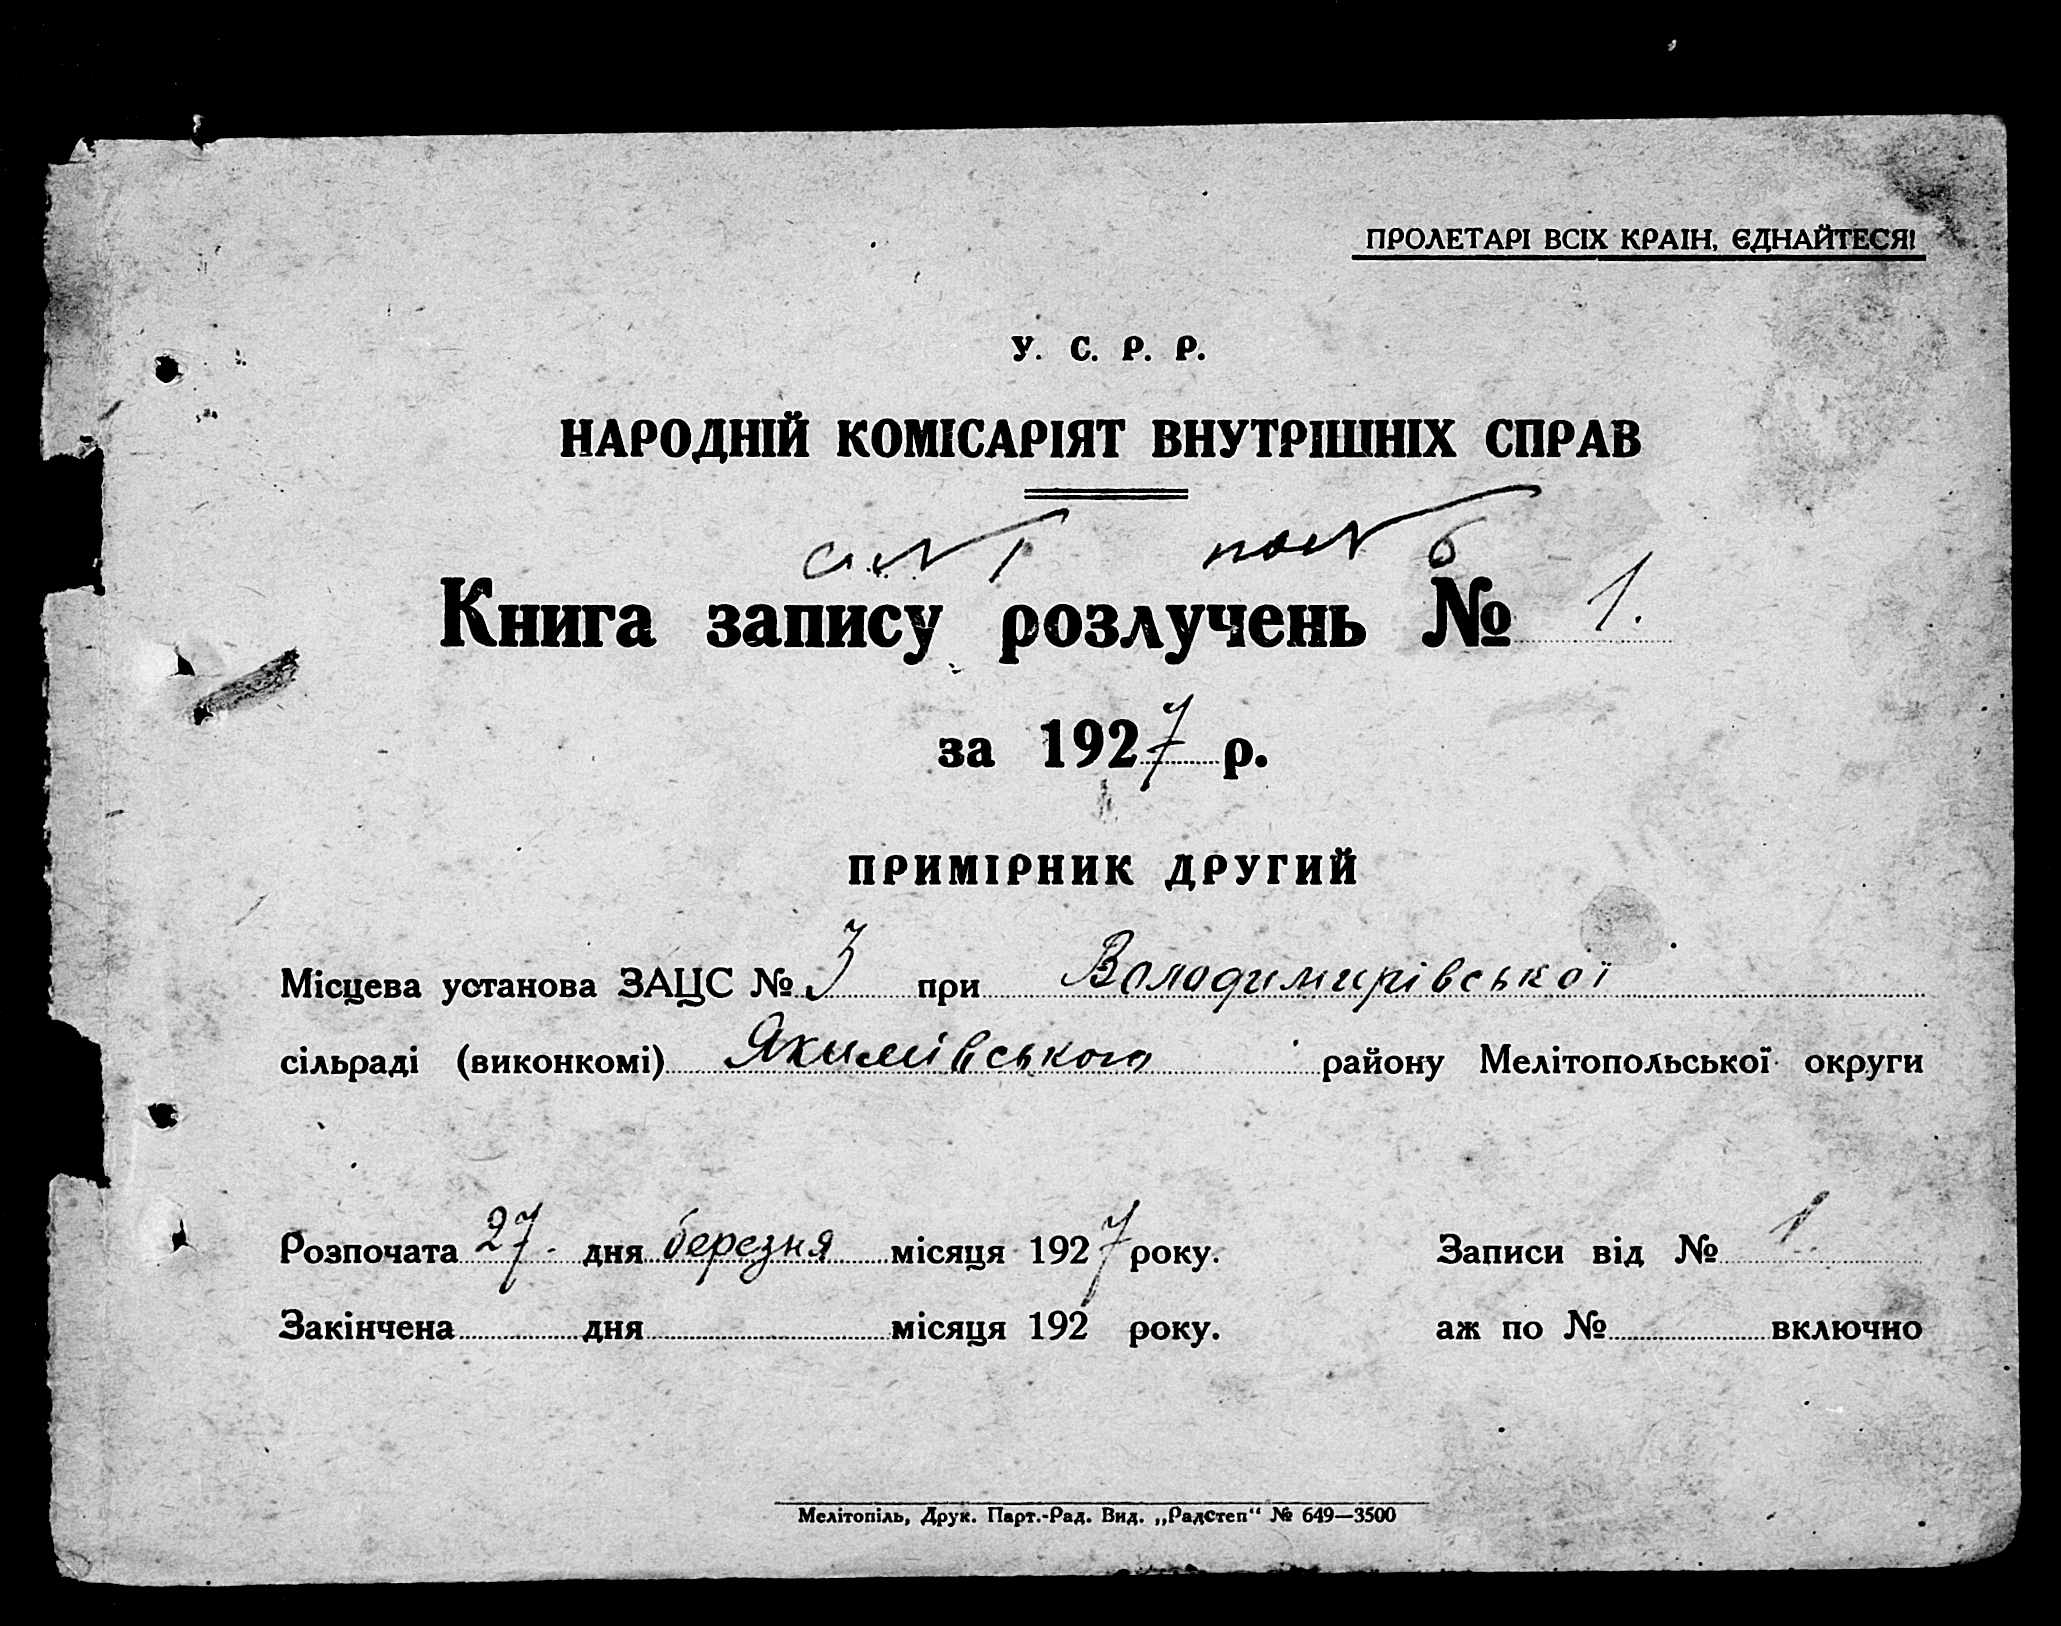 ПРОЛЕТАРІ ВСІХ КРАІН, ЄДНАЙТЕСЯ!
У. С. Р. Р.
НАРОДНІЙ КОМІСАРІЯТ ВНУТРІШНІХ СПРАВ
Книга запису розлучень № 1.
за 1927 р.
ПРИМІРНИК ДРУГИЙ
Місцева установа ЗАЦС № 3 при Володимирівської
сільраді (виконкомі) Якимівського району Мелітопольської округи
Розпочата 27. дня березня місяця 1927 року. Записи від № 1
Закінчена дня місяця 192 року. аж по № включно
Мелітопіль, Друк. Парт.-Рад. Вид. „Радстеп“ № 649—3500